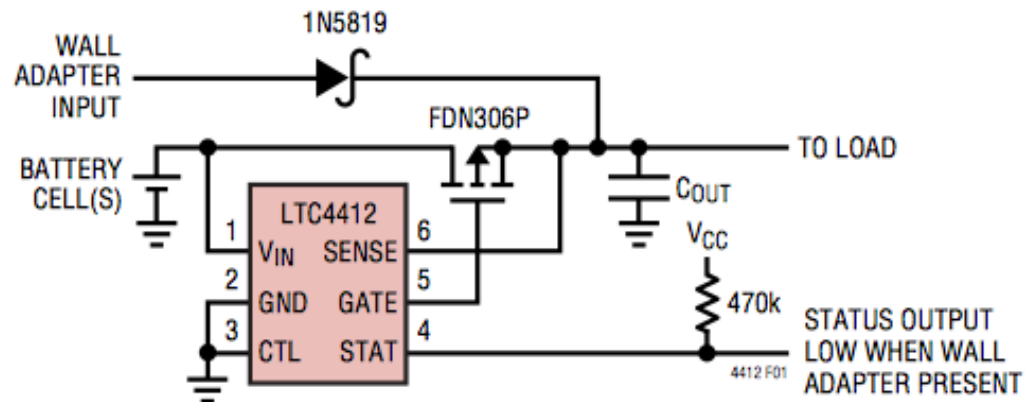 1N5819
WALL
ADAPTER
INPUT
FDN306P
TO LOAD
BATTERY
CELL(S)
COUT
LTC4412
VCC
1
VIN
SENSE
6
2
GND
GATE
5
470k
3
CTL
STAT
4
4412 F01
STATUS OUTPUT
LOW WHEN WALL
ADAPTER PRESENT